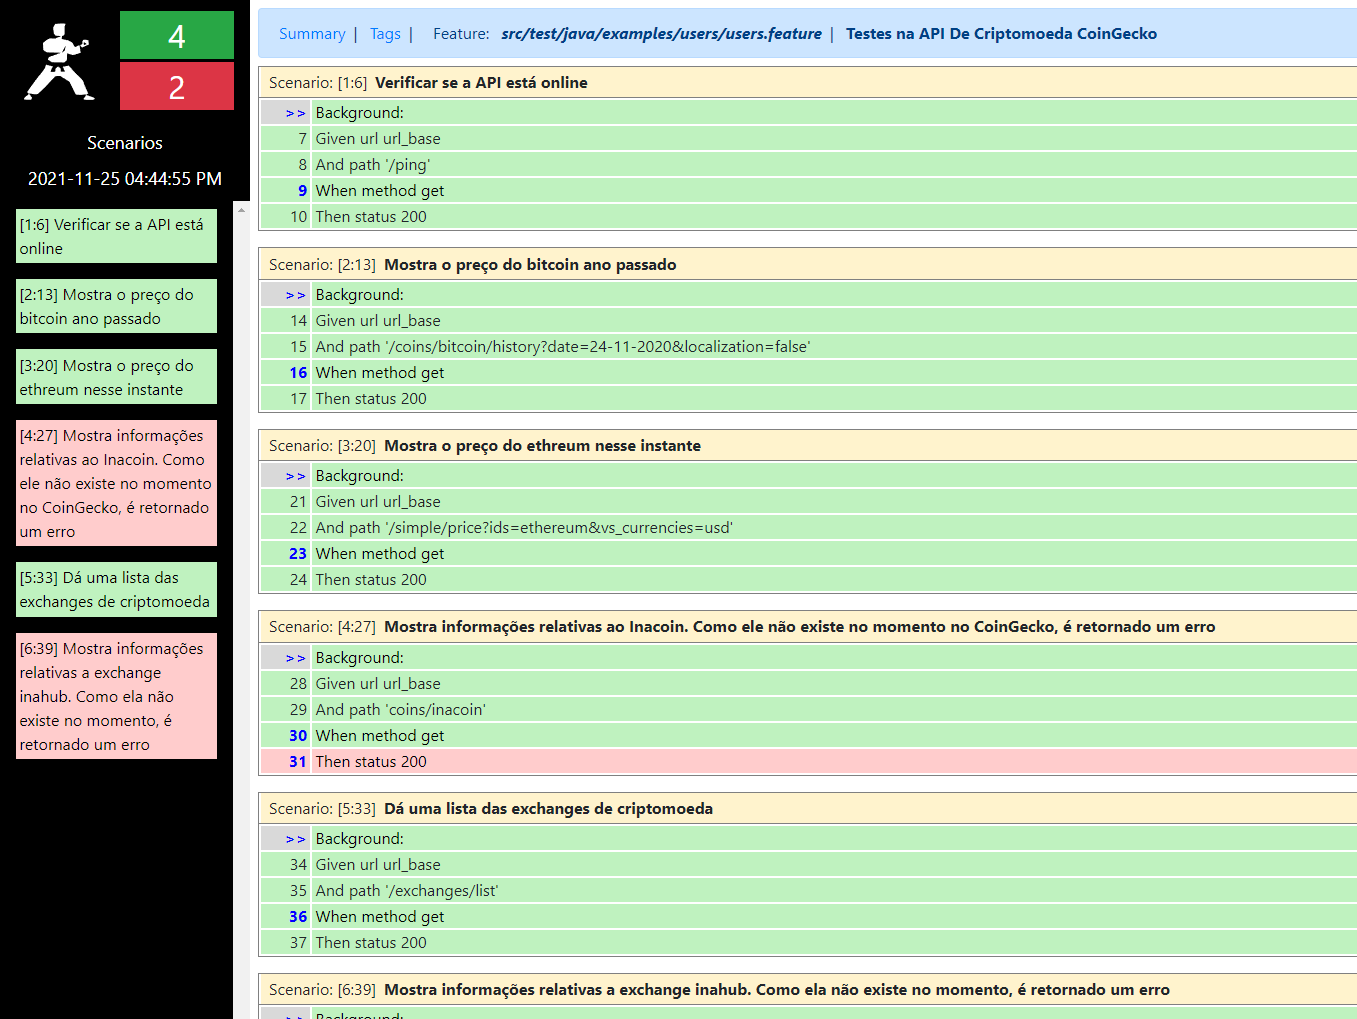 4
2
Scenarios
2021-11-25 04:44:55 PM
[1:6] Verificar se a API está
online
[2:13] Mostra o preço do
bitcoin ano passado
[3:20] Mostra o preço do
ethreum nesse instante
[4:27] Mostra informações
relativas ao Inacoin. Como
ele não existe no momento
no CoinGecko, é retornado
um erro
[5:33] Dá uma lista das
exchanges de criptomoeda
[6:39] Mostra informações
relativas a exchange
inahub. Como ela não
existe no momento, é
retornado um erro
Summary | Tags | Feature: src/test/java/examples/users/users.feature | Testes na API De Criptomoeda CoinGecko
Scenario: [1:6] Verificar se a API está online
>> Background:
7 Given url url_base
8 And path '/ping'
9 When method get
10 Then status 200
Scenario: [2:13] Mostra o preço do bitcoin ano passado
>> Background:
14 Given url url_base
15 And path '/coins/bitcoin/history?date=24-11-2020&localization=false'
16 When method get
17 Then status 200
Scenario: [3:20] Mostra o preço do ethreum nesse instante
>> Background:
21 Given url url_base
22 And path '/simple/price?ids=ethereum&vs_currencies=usd'
23 When method get
24 Then status 200
Scenario: [4:27] Mostra informações relativas ao Inacoin. Como ele não existe no momento no CoinGecko, é retornado um erro
>> Background:
28 Given url url_base
29 And path 'coins/inacoin'
30 When method get
31 Then status 200
Scenario: [5:33] Dá uma lista das exchanges de criptomoeda
>> Background:
34 Given url url_base
35 And path '/exchanges/list'
36 When method get
37 Then status 200
Scenario: [6:39] Mostra informações relativas a exchange inahub. Como ela não existe no momento, é retornado um erro
>> Background: